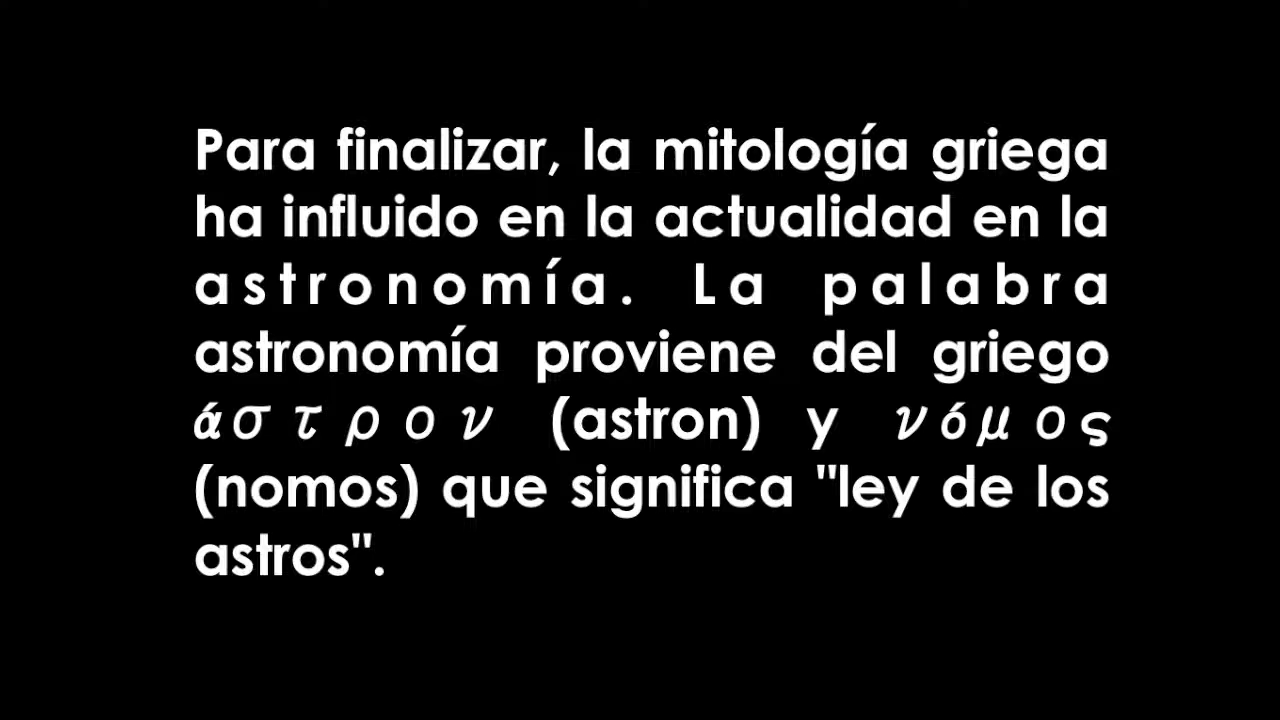 Para finalizar, la mitología griega
ha influido en la actualidad en la
astronomía. La palabra
astronomía proviene del griego
άστρον (astron) y νόμος
(nomos) que significa "ley de los
astros".